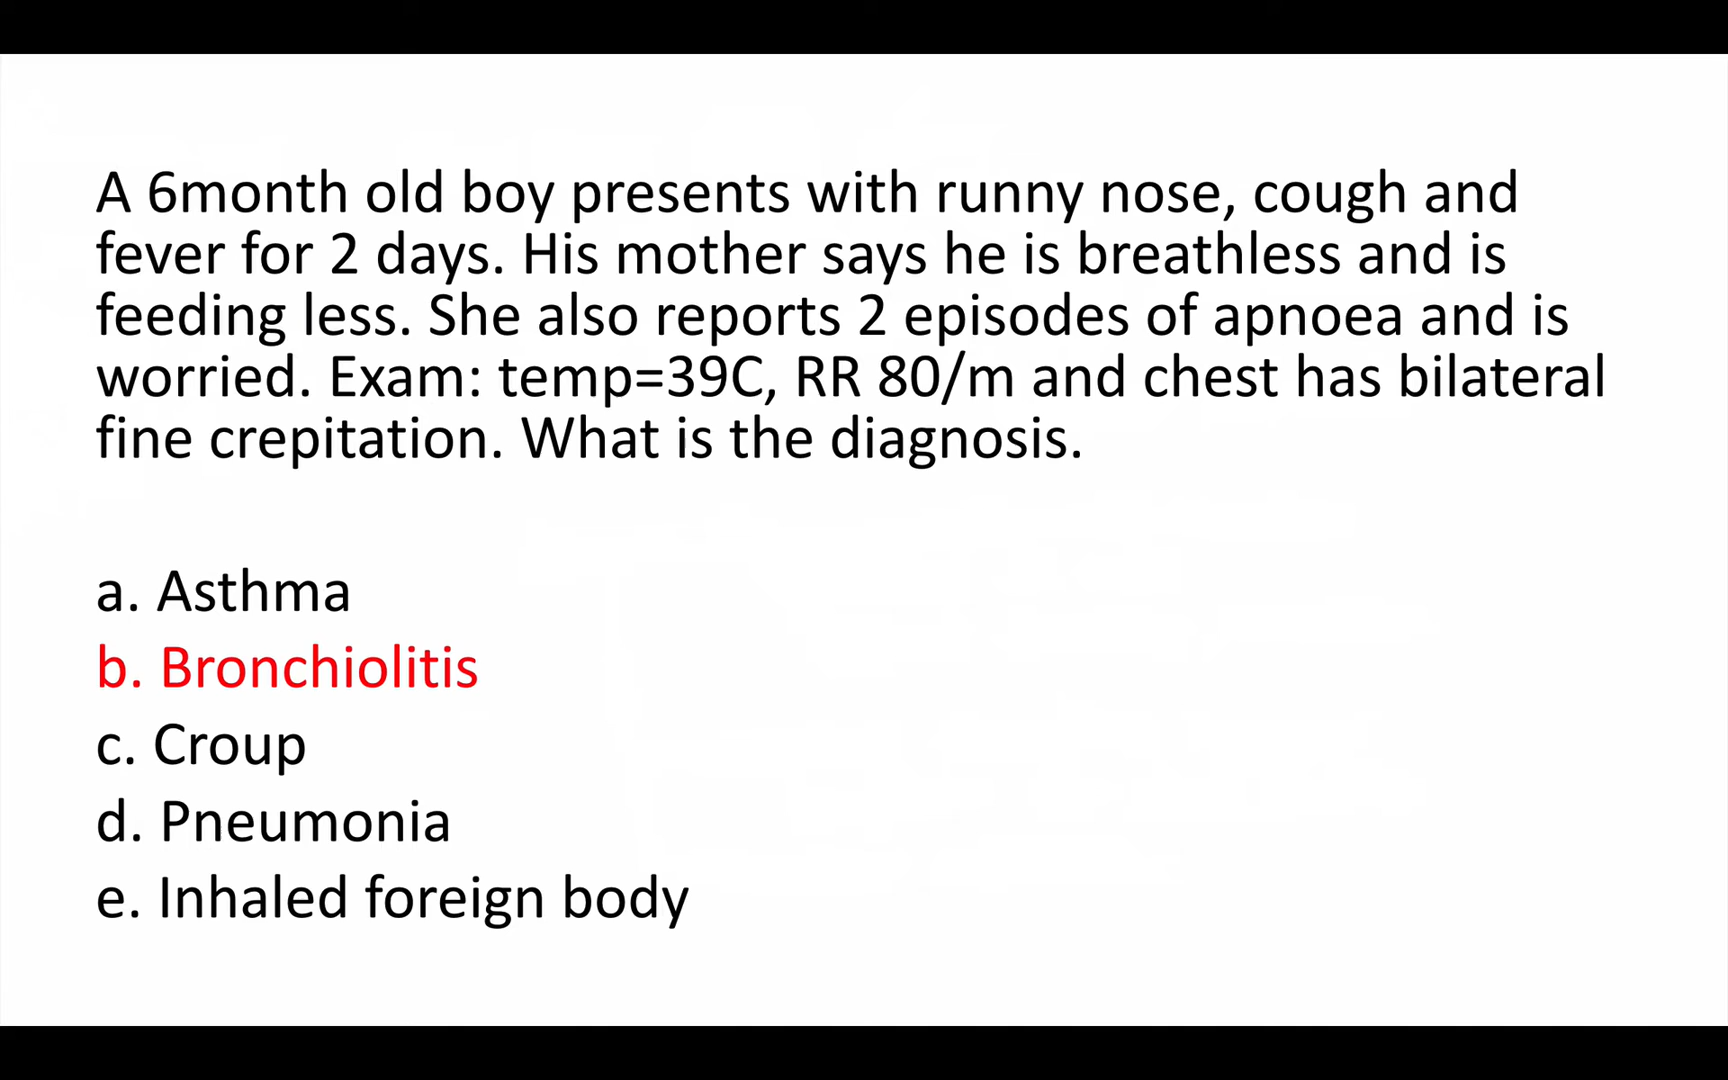 A 6month old boy presents with runny nose, cough and
fever for 2 days. His mother says he is breathless and is
feeding less. She also reports 2 episodes of apnoea and is
worried. Exam: temp=39C, RR 80/m and chest has bilateral
fine crepitation. What is the diagnosis.
a. Asthma
b. Bronchiolitis
c. Croup
d. Pneumonia
e. Inhaled foreign body